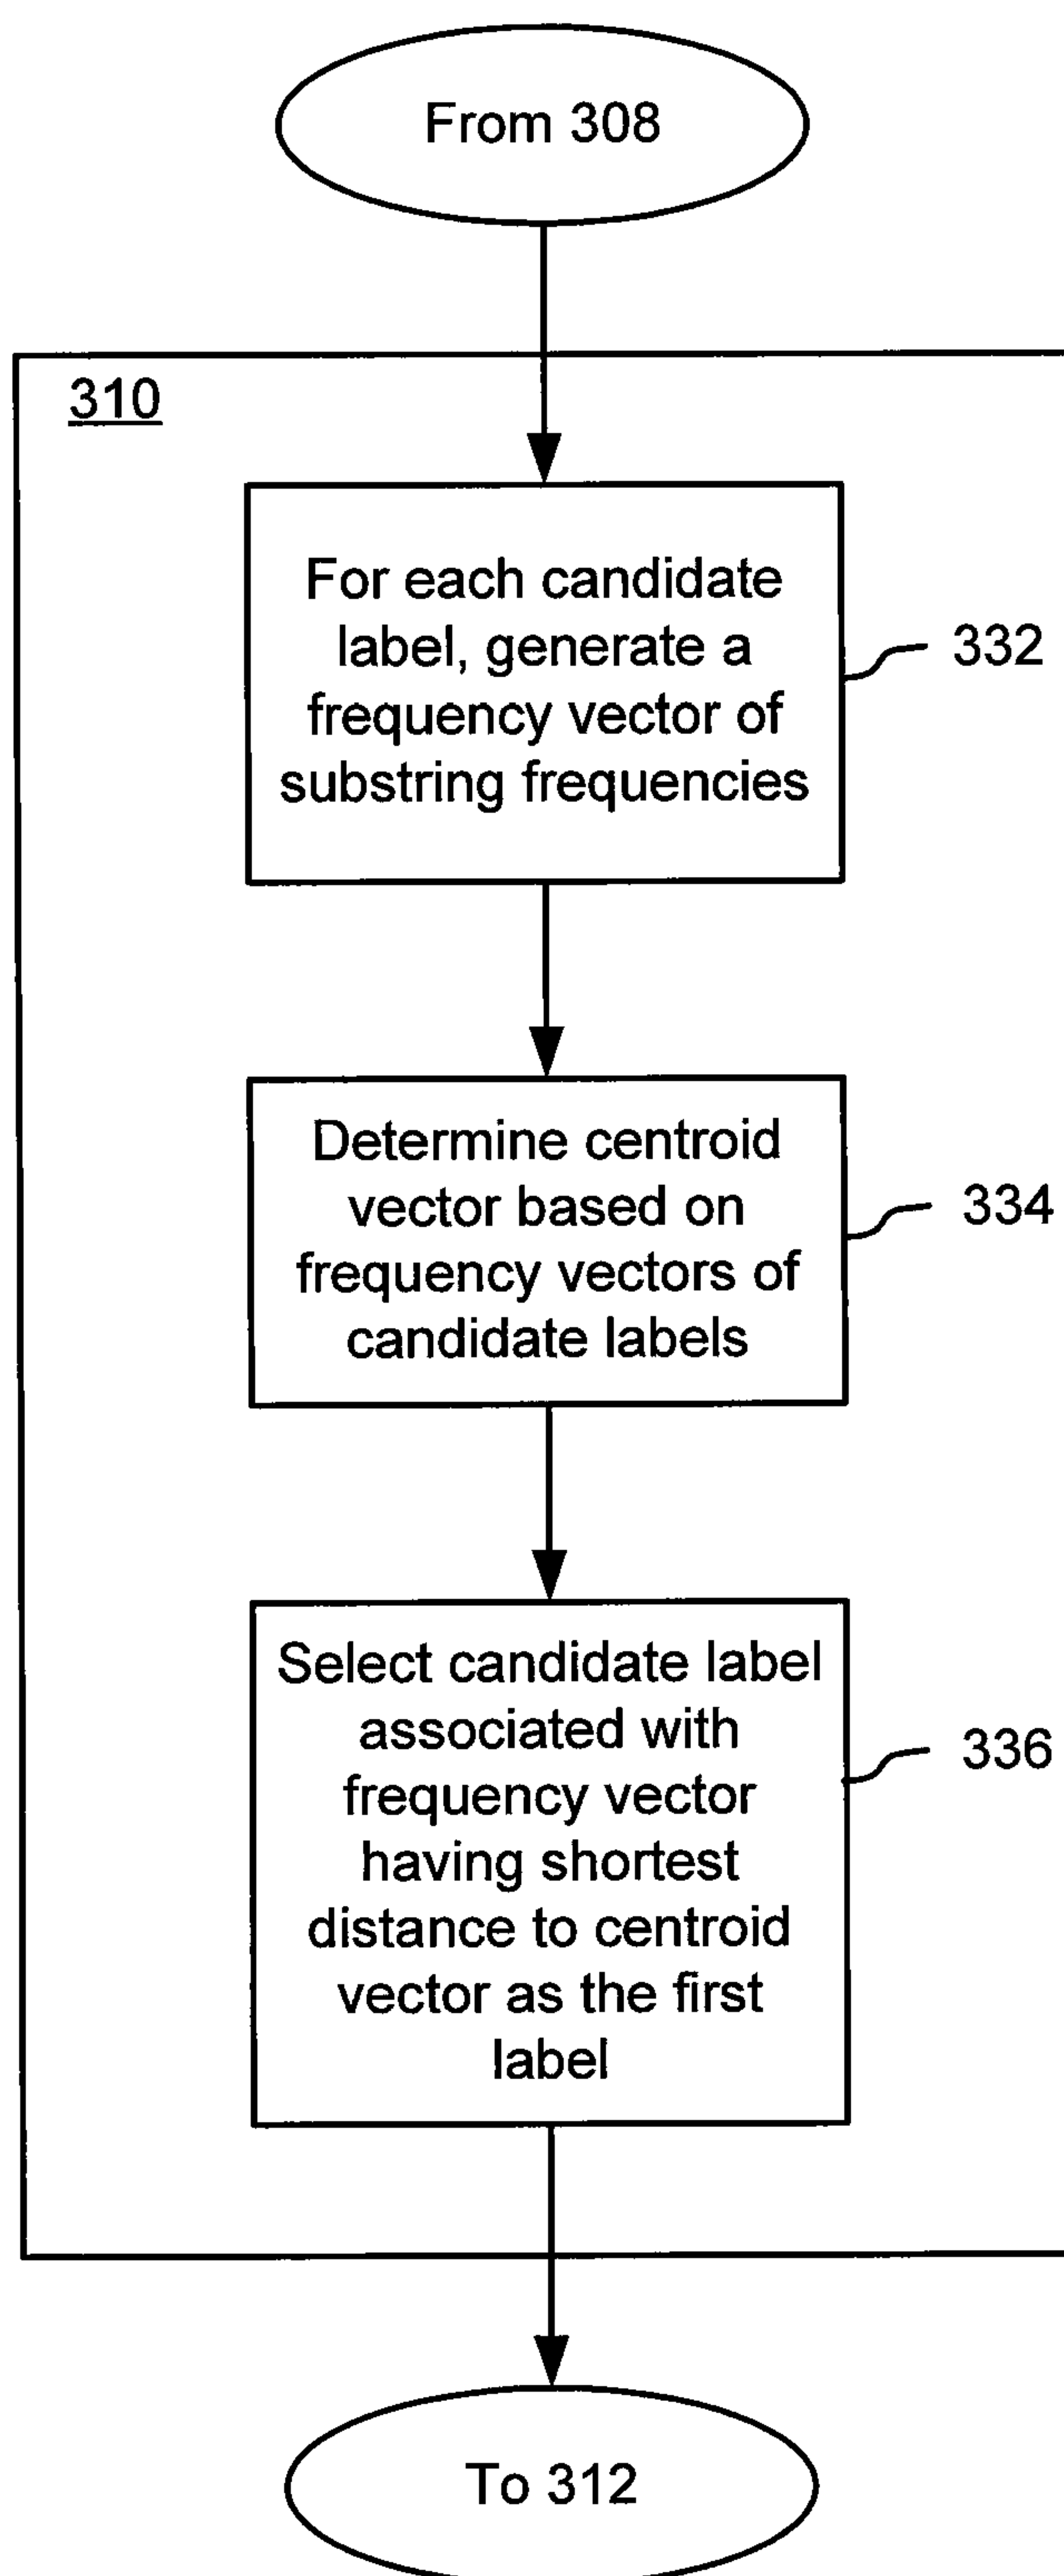 From 308
310
For each candidate
label, generate a
frequency vector of
substring frequencies
332
Determine centroid
vector based on
frequency vectors of
candidate labels
334
Select candidate label
associated with
frequency vector
having shortest
distance to centroid
vector as the first
label
336
To 312